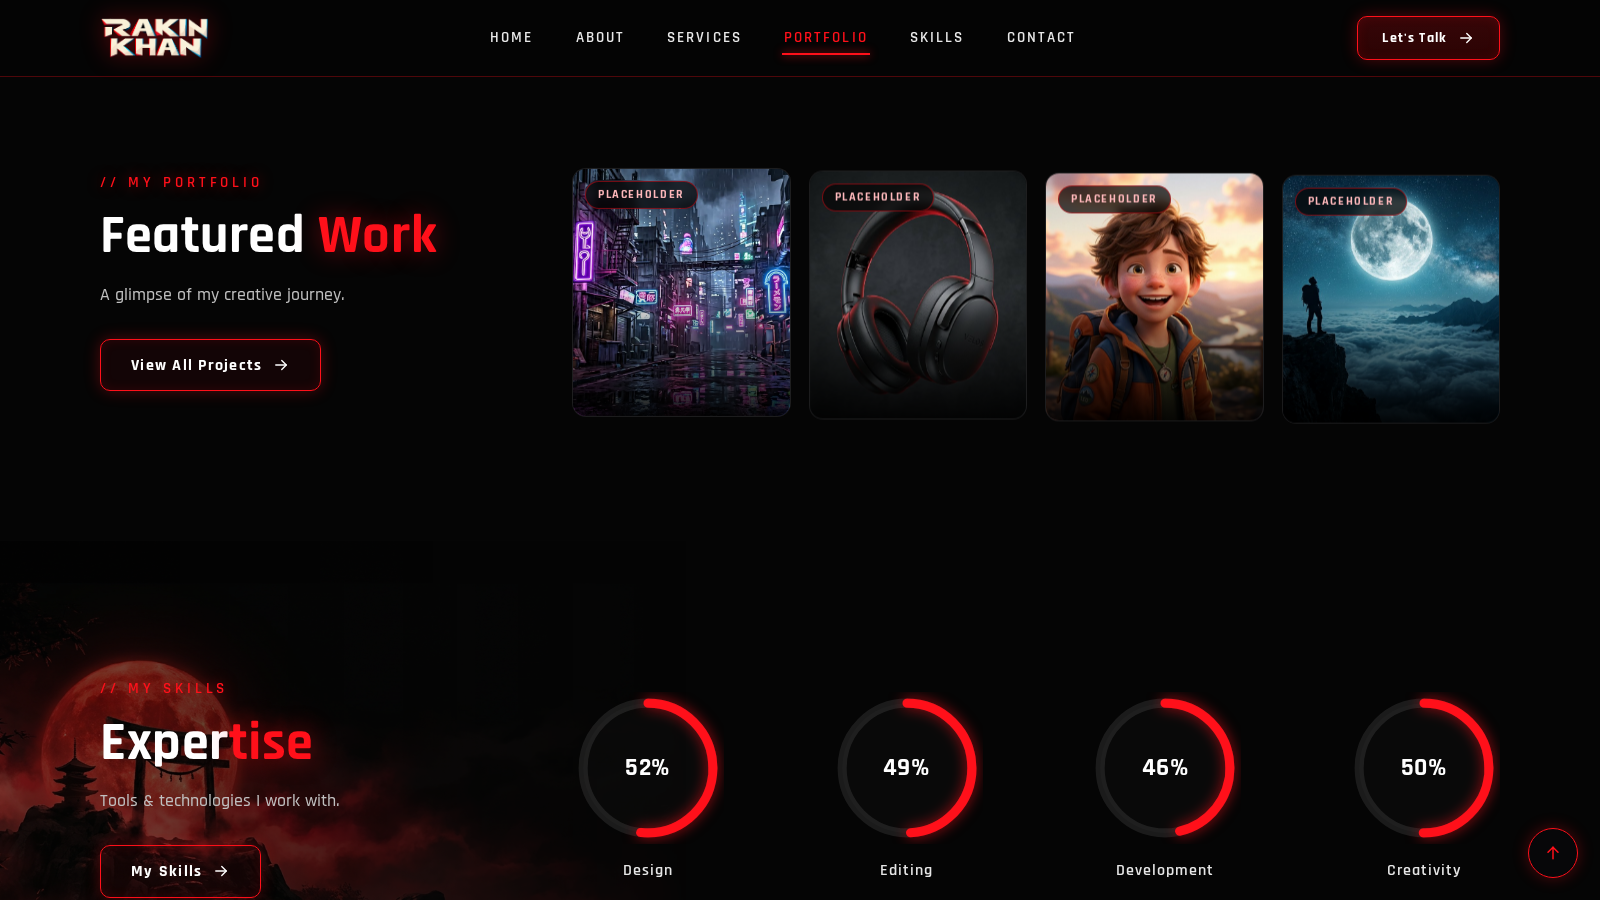 RAKIN
KHAN
HOME
ABOUT
SERVICES
PORTFOLIO
SKILLS
CONTACT
Let's Talk
// MY PORTFOLIO
Featured Work
A glimpse of my creative journey.
View All Projects
PLACEHOLDER
PLACEHOLDER
PLACEHOLDER
PLACEHOLDER
// MY SKILLS
Expertise
Tools & technologies I work with.
My Skills
52%
Design
49%
Editing
46%
Development
50%
Creativity